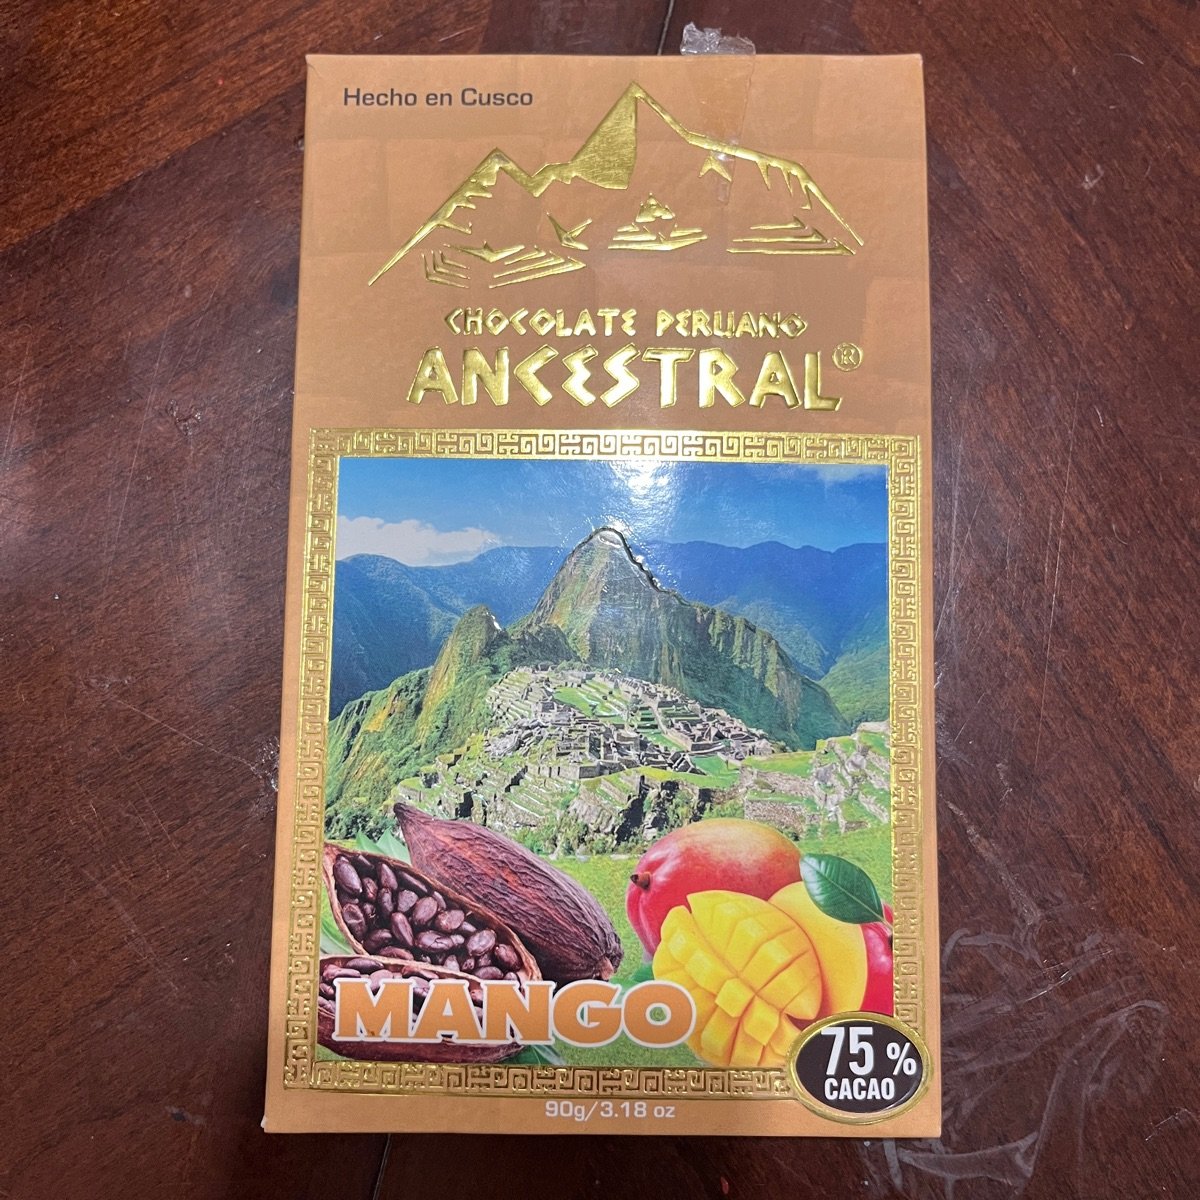 Hecho en Cusco
CHOCOLATE PERUANO
ANCESTRAL®
MANGO
75 %
CACAO
90g/3.18 oz